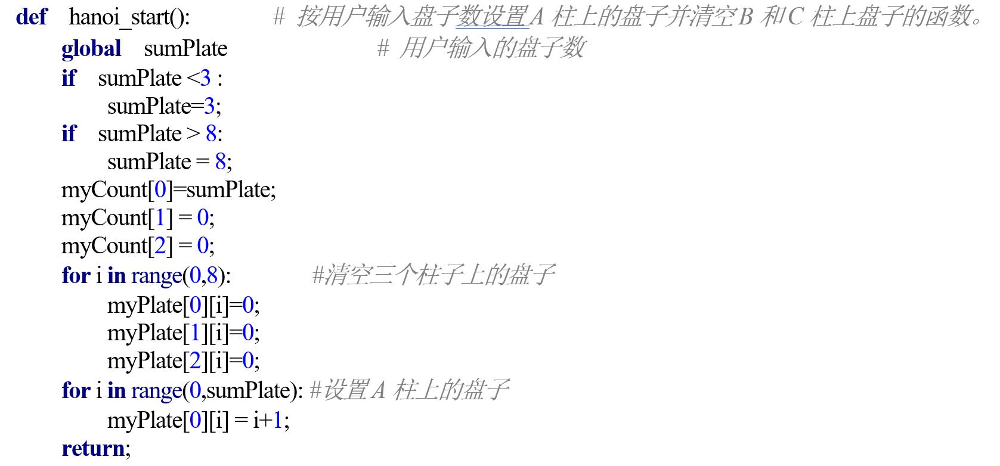 def hanoi_start(): # 按用户输入盘子数设置A 柱上的盘子并清空B 和C 柱上盘子的函数。
global sumPlate # 用户输入的盘子数
if sumPlate <3 :
sumPlate=3;
if sumPlate > 8:
sumPlate = 8;
myCount[0]=sumPlate;
myCount[1] = 0;
myCount[2] = 0;
for i in range(0,8): #清空三个柱子上的盘子
myPlate[0][i]=0;
myPlate[1][i]=0;
myPlate[2][i]=0;
for i in range(0,sumPlate): #设置A 柱上的盘子
myPlate[0][i] = i+1;
return;